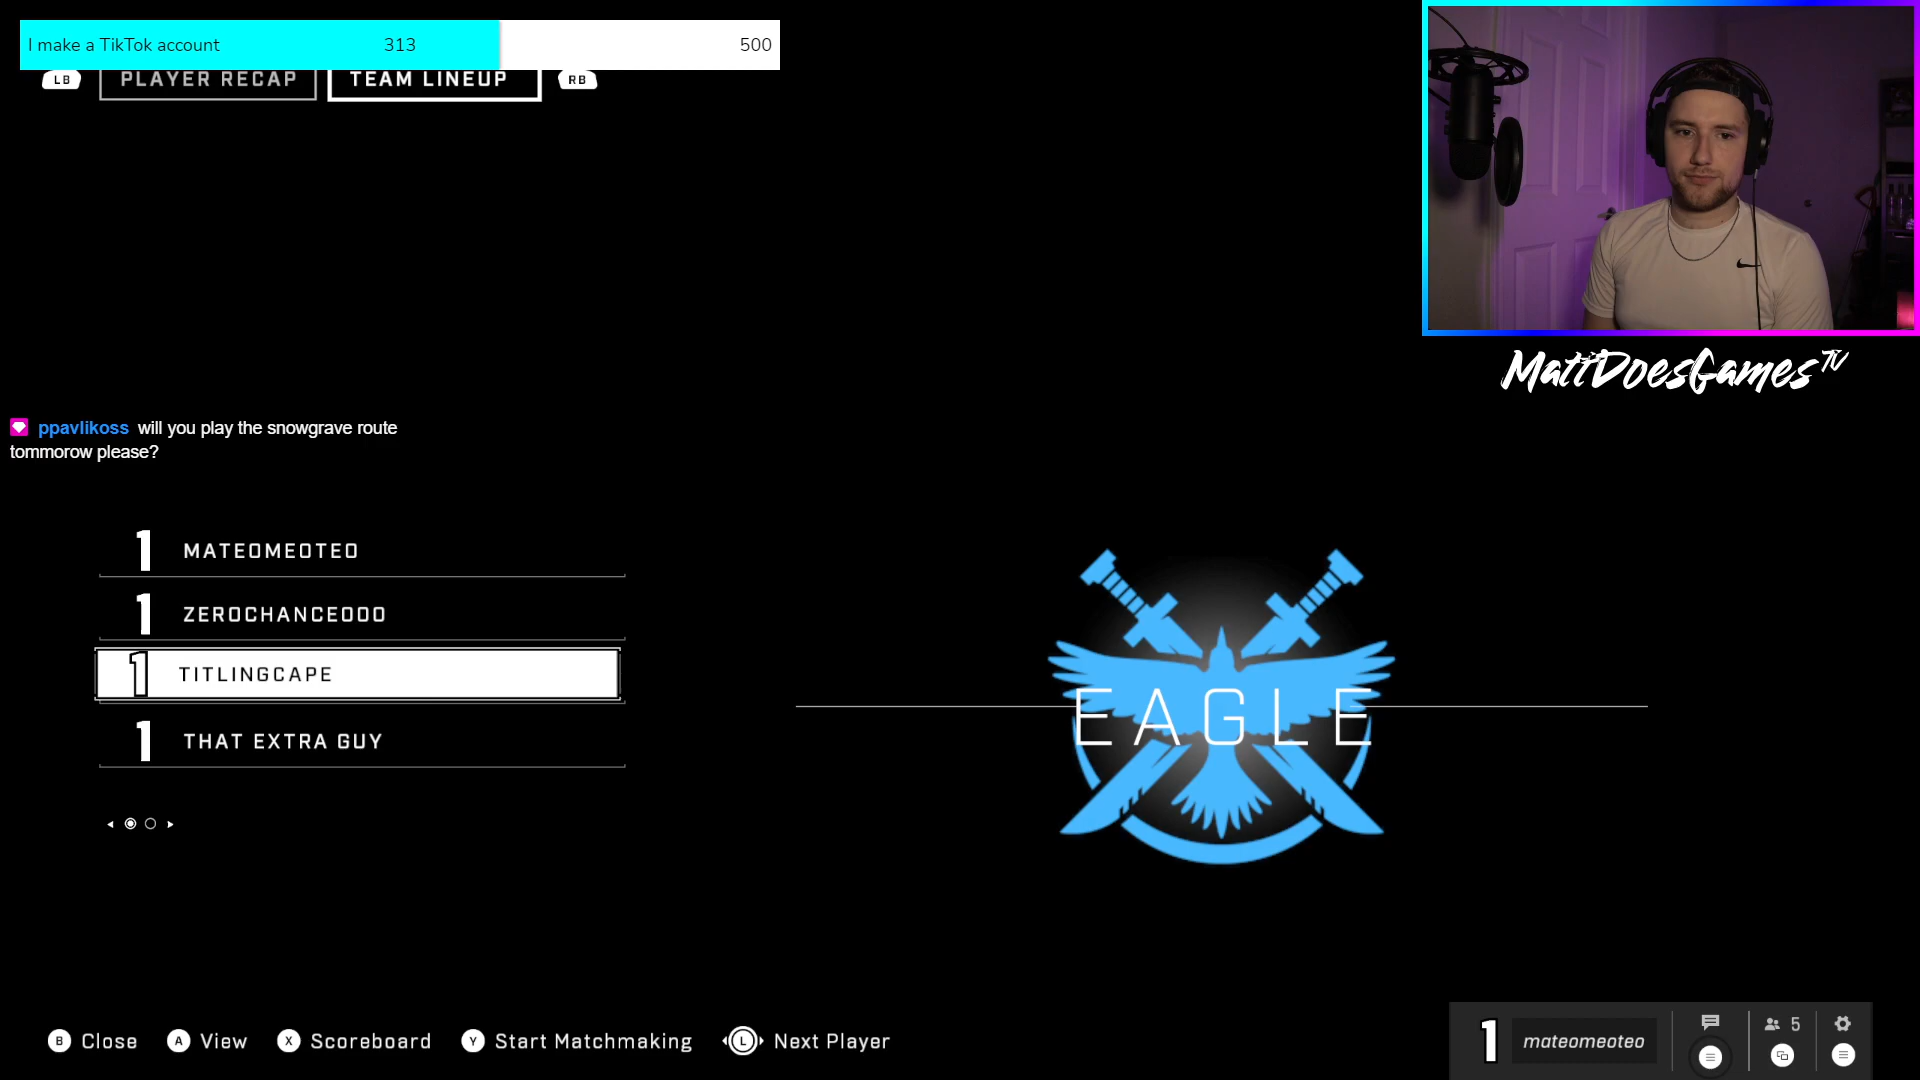 I make a TikTok account 313 500
LB PLAYER RECAP TEAM LINEUP RB
MattDoesGames TV
ppavlikoss will you play the snowgrave route
tommorow please?
1 MATEOMEOTEO
1 ZEROCHANCE000
1 TITLINGCAPE
1 THAT EXTRA GUY
EAGLE
B Close A View X Scoreboard Y Start Matchmaking L Next Player
1 mateomeoteo 5